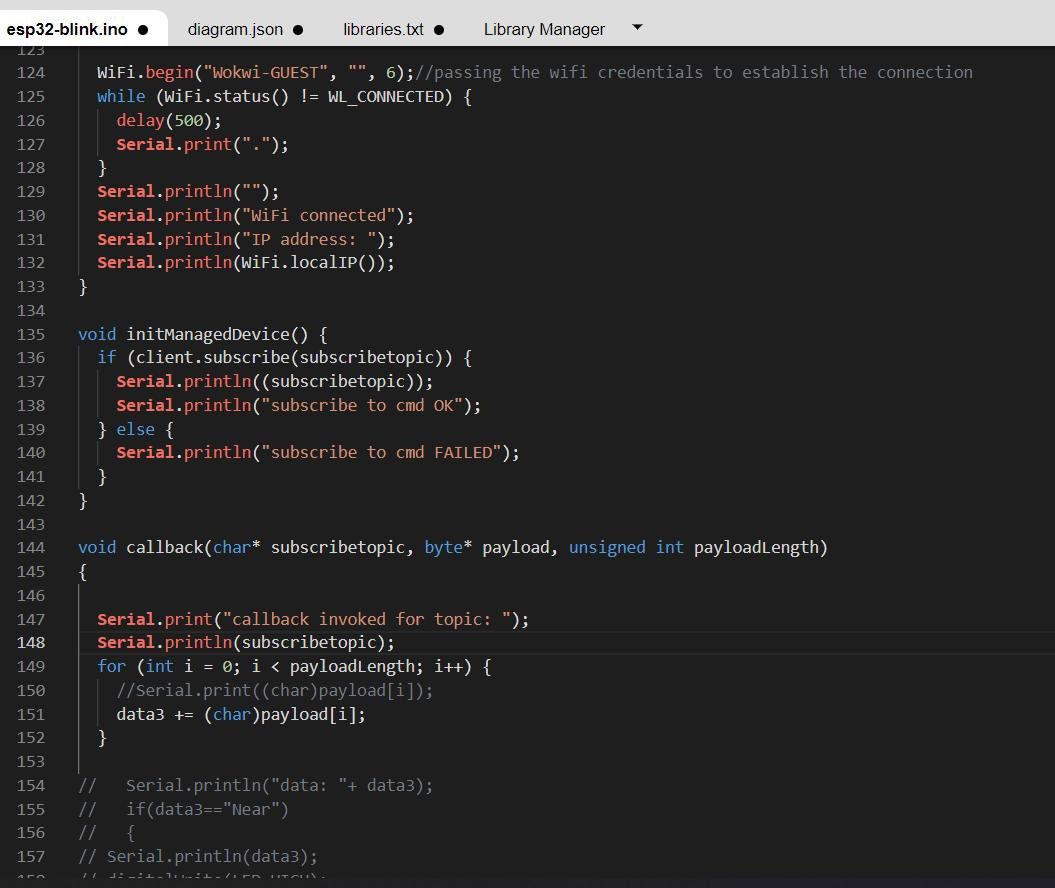 esp32-blink.ino ● diagram.json ● libraries.txt ● Library Manager
123
124 WiFi.begin("Wokwi-GUEST", "", 6);//passing the wifi credentials to establish the connection
125 while (WiFi.status() != WL_CONNECTED) {
126 delay(500);
127 Serial.print(".");
128 }
129 Serial.println("");
130 Serial.println("WiFi connected");
131 Serial.println("IP address: ");
132 Serial.println(WiFi.localIP());
133 }
134
135 void initManagedDevice() {
136 if (client.subscribe(subscribetopic)) {
137 Serial.println((subscribetopic));
138 Serial.println("subscribe to cmd OK");
139 } else {
140 Serial.println("subscribe to cmd FAILED");
141 }
142 }
143
144 void callback(char* subscribetopic, byte* payload, unsigned int payloadLength)
145 {
146
147 Serial.print("callback invoked for topic: ");
148 Serial.println(subscribetopic);
149 for (int i = 0; i < payloadLength; i++) {
150 //Serial.print((char)payload[i]);
151 data3 += (char)payload[i];
152 }
153
154 // Serial.println("data: "+ data3);
155 // if(data3=="Near")
156 // {
157 // Serial.println(data3);
158 // digitalWrite(LED,HIGH);